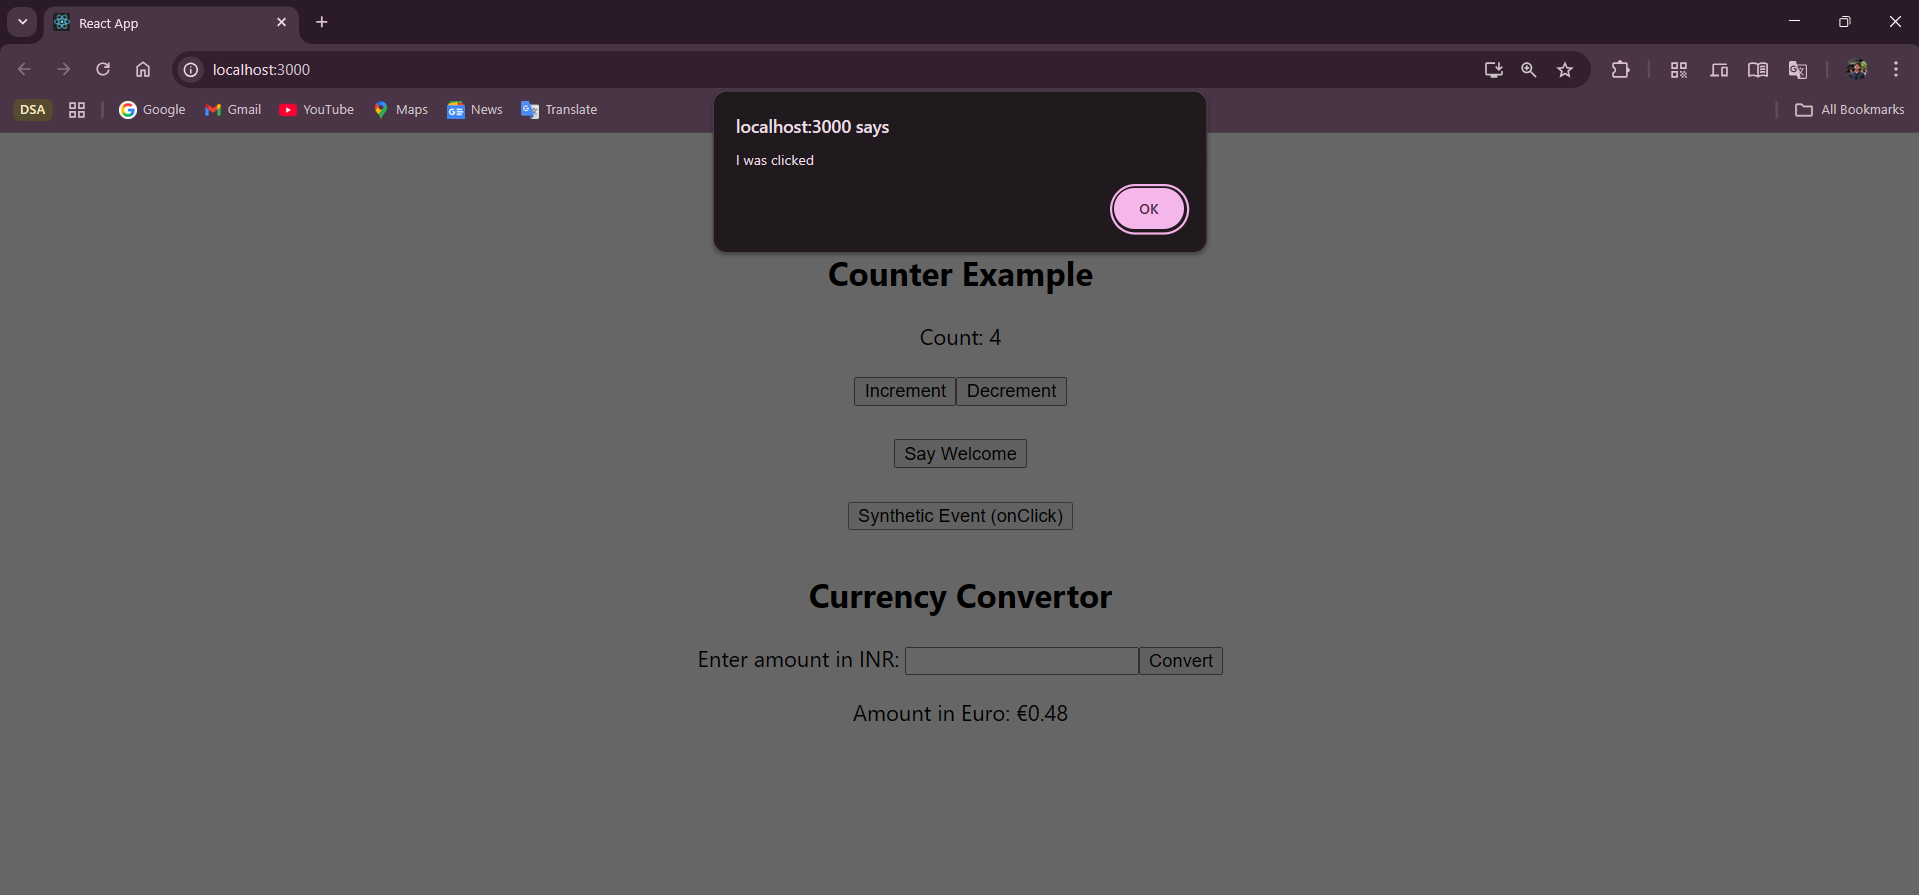 React App
localhost:3000
DSA Google Gmail YouTube Maps News Translate All Bookmarks
localhost:3000 says
I was clicked
OK
Counter Example
Count: 4
Increment Decrement
Say Welcome
Synthetic Event (onClick)
Currency Convertor
Enter amount in INR: Convert
Amount in Euro: €0.48